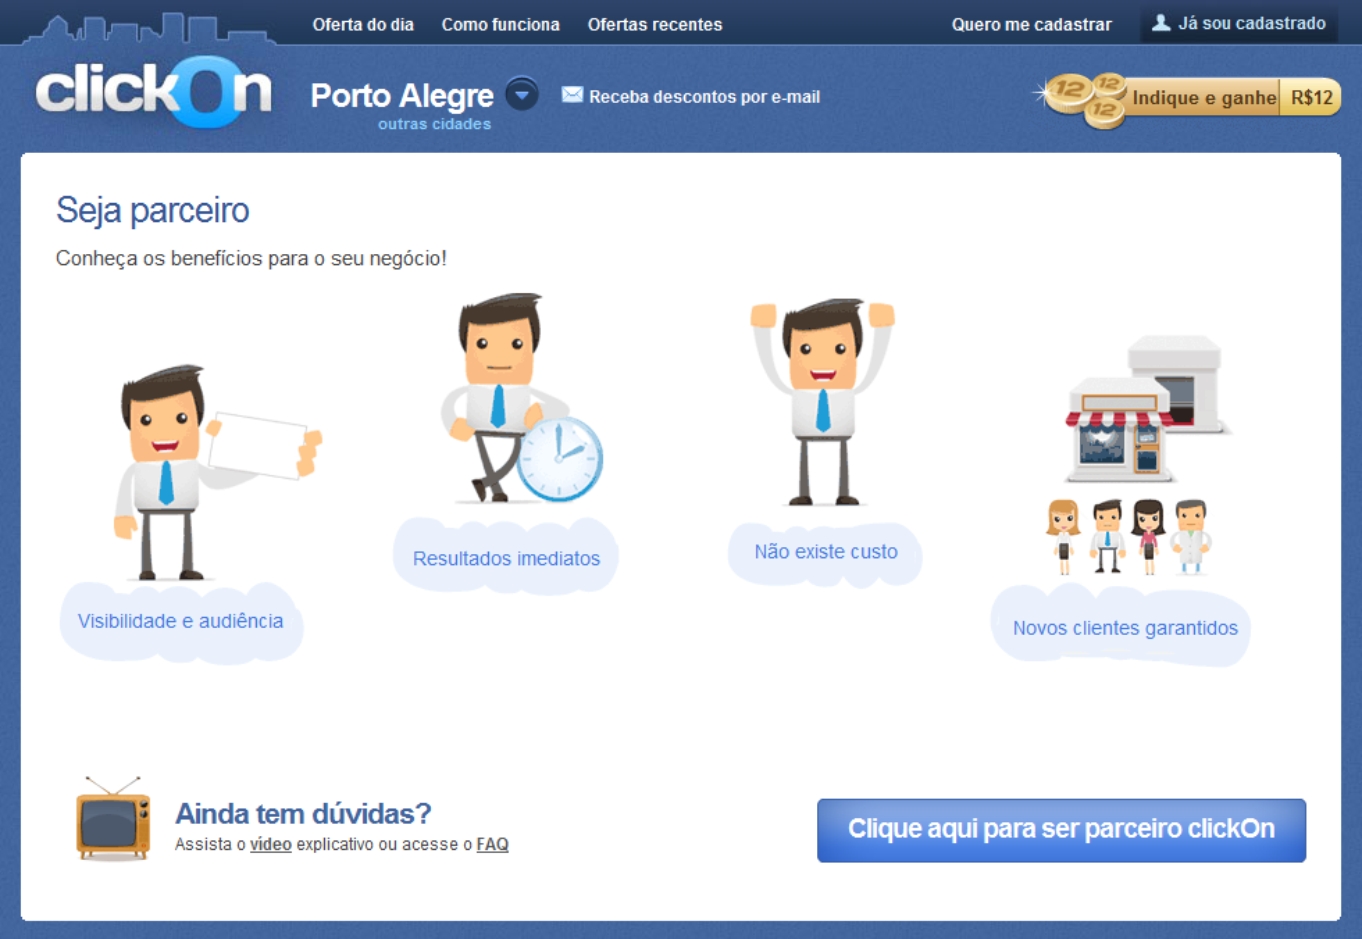 Oferta do dia Como funciona Ofertas recentes Quero me cadastrar Já sou cadastrado
clickOn
Porto Alegre
outras cidades
Receba descontos por e-mail
12 12 12
Indique e ganhe R$12
Seja parceiro
Conheça os benefícios para o seu negócio!
Visibilidade e audiência
Resultados imediatos
Não existe custo
Novos clientes garantidos
Ainda tem dúvidas?
Assista o vídeo explicativo ou acesse o FAQ
Clique aqui para ser parceiro clickOn